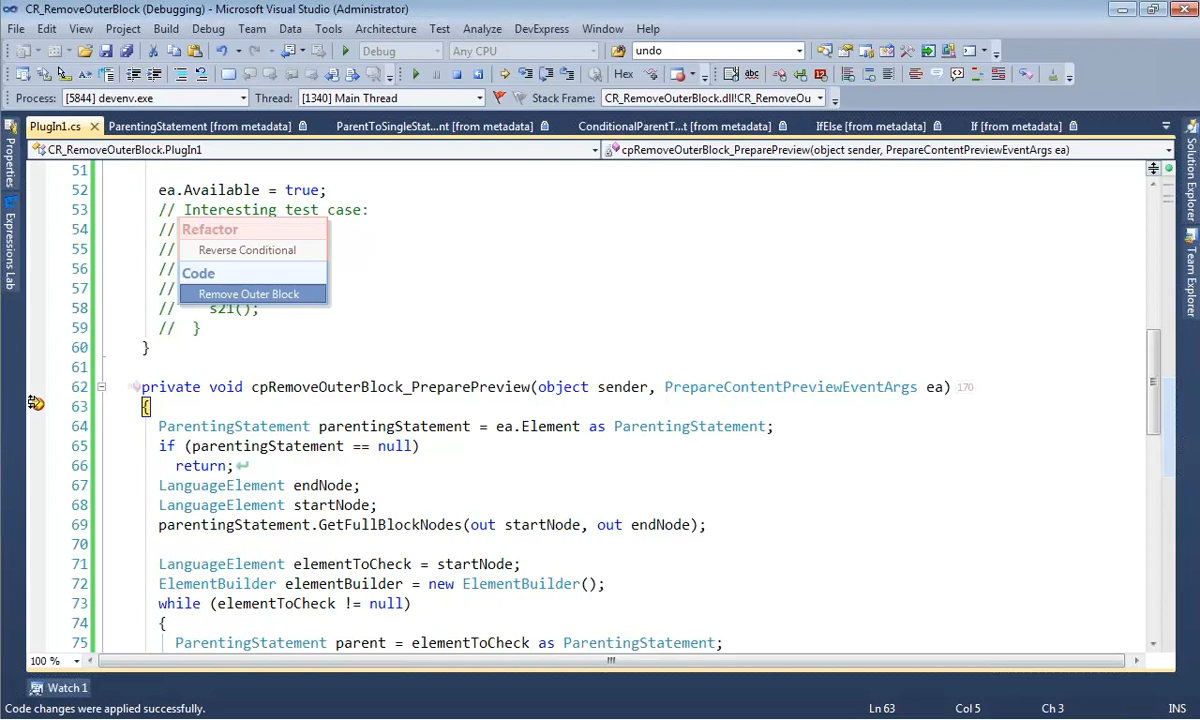 CR_RemoveOuterBlock (Debugging) - Microsoft Visual Studio (Administrator)
File Edit View Project Build Debug Team Data Tools Architecture Test Analyze DevExpress Window Help
Debug Any CPU undo
Hex
Process: [5844] devenv.exe Thread: [1340] Main Thread Stack Frame: CR_RemoveOuterBlock.dll!CR_RemoveOu
PlugIn1.cs ParentingStatement [from metadata] ParentToSingleStat...nt [from metadata] ConditionalParentT...t [from metadata] IfElse [from metadata] If [from metadata]
CR_RemoveOuterBlock.PlugIn1 cpRemoveOuterBlock_PreparePreview(object sender, PrepareContentPreviewEventArgs ea)
Properties
Expressions Lab
Solution Explorer
Team Explorer
51
52 ea.Available = true;
53 // Interesting test case:
54 //
Refactor
55 //
Reverse Conditional
56 //
Code
57 //
Remove Outer Block
58 // s21();
59 // }
60 }
61
62 private void cpRemoveOuterBlock_PreparePreview(object sender, PrepareContentPreviewEventArgs ea) 170
63 {
64 ParentingStatement parentingStatement = ea.Element as ParentingStatement;
65 if (parentingStatement == null)
66 return;
67 LanguageElement endNode;
68 LanguageElement startNode;
69 parentingStatement.GetFullBlockNodes(out startNode, out endNode);
70
71 LanguageElement elementToCheck = startNode;
72 ElementBuilder elementBuilder = new ElementBuilder();
73 while (elementToCheck != null)
74 {
75 ParentingStatement parent = elementToCheck as ParentingStatement;
100 %
Watch 1
Code changes were applied successfully. Ln 63 Col 5 Ch 3 INS